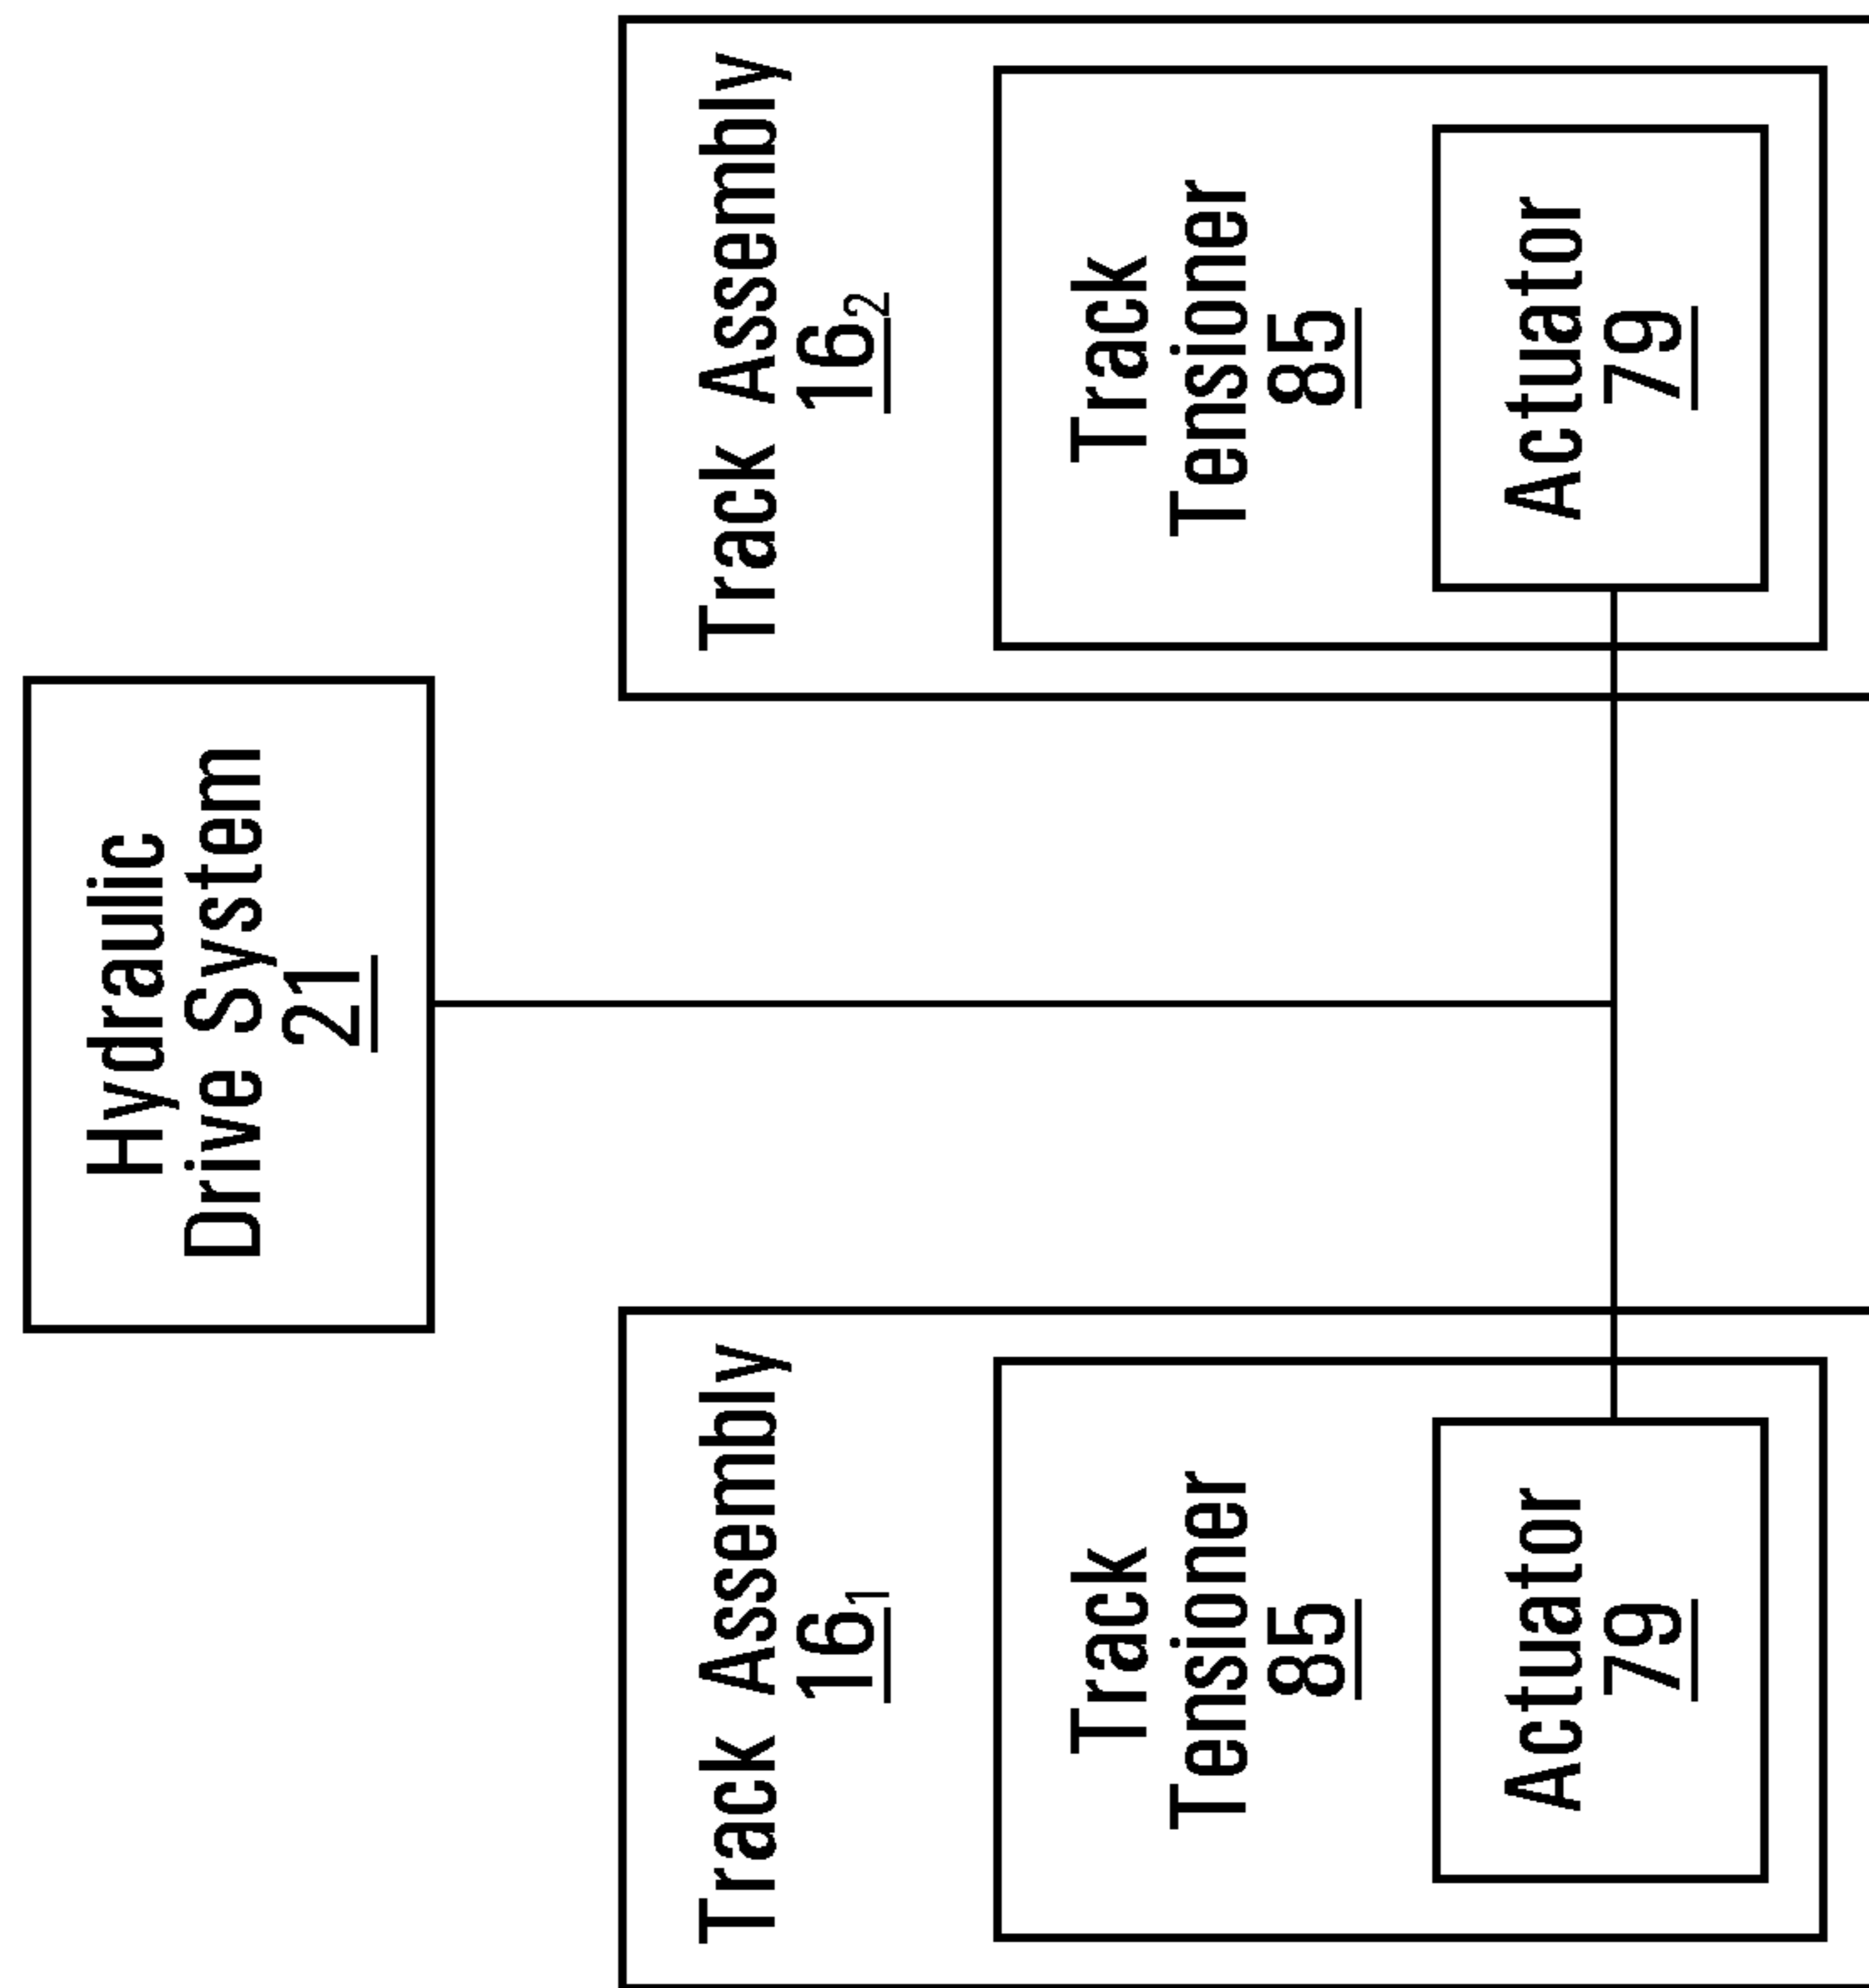 Hydraulic
Drive System
21
Track Assembly
16₁
Track
Tensioner
85
Actuator
79
Track Assembly
16₂
Track
Tensioner
85
Actuator
79